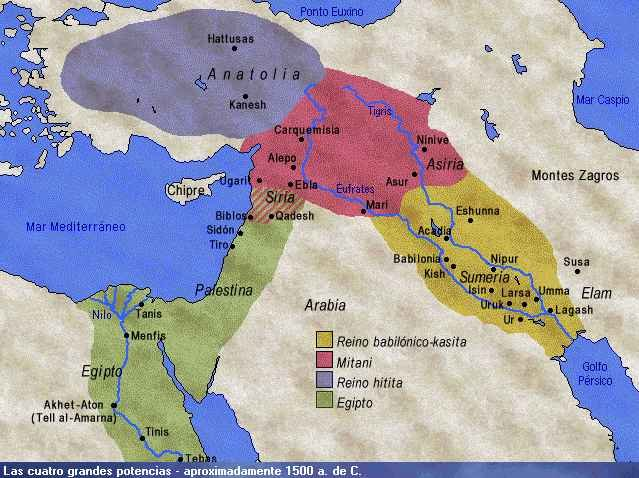 Ponto Euxino
Hattusas
Anatolia
Kanesh
Mar Caspio
Tigris
Carquemisia
Ninive
Alepo
Asiria
Ugarit
Ebla
Eufrates
Asur
Montes Zagros
Chipre
Siría
Mari
Eshunna
Biblos
Qadesh
Mar Mediterráneo
Sidón
Acadia
Tiro
Babilonia
Nipur
Susa
Kish
Sumeria
Palestina
Isin
Larsa
Umma
Elam
Nilo
Tanis
Arabia
Uruk
Ur
Lagash
Menfis
Reino babilónico-kasita
Mitani
Golfo
Pérsico
Egipto
Reino hitita
Akhet-Aton
(Tell al-Amarna)
Egipto
Tinis
Tebas
Las cuatro grandes potencias - aproximadamente 1500 a. de C.